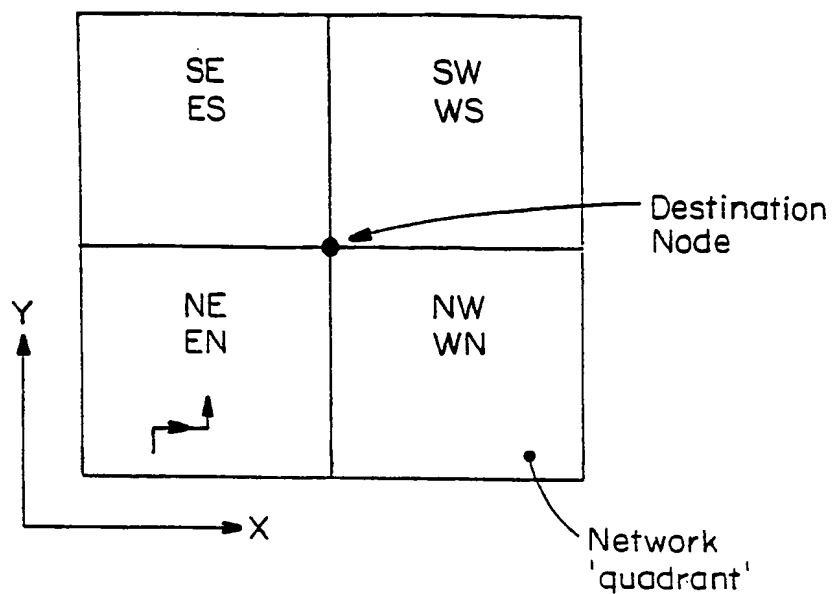 SE
ES
SW
WS
Destination
Node
NE
EN
NW
WN
Y
X
Network
'quadrant'